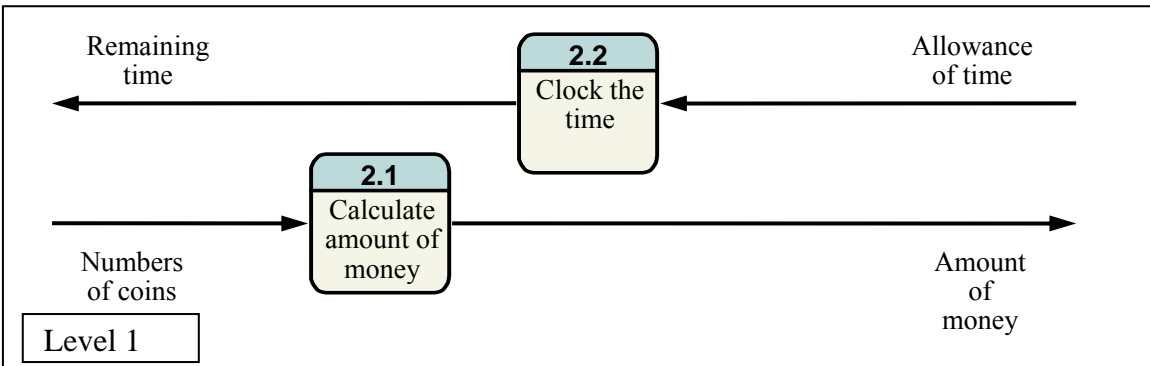 Remaining
time
2.2
Clock the
time
Allowance
of time
2.1
Calculate
amount of
money
Numbers
of coins
Amount
of
money
Level 1